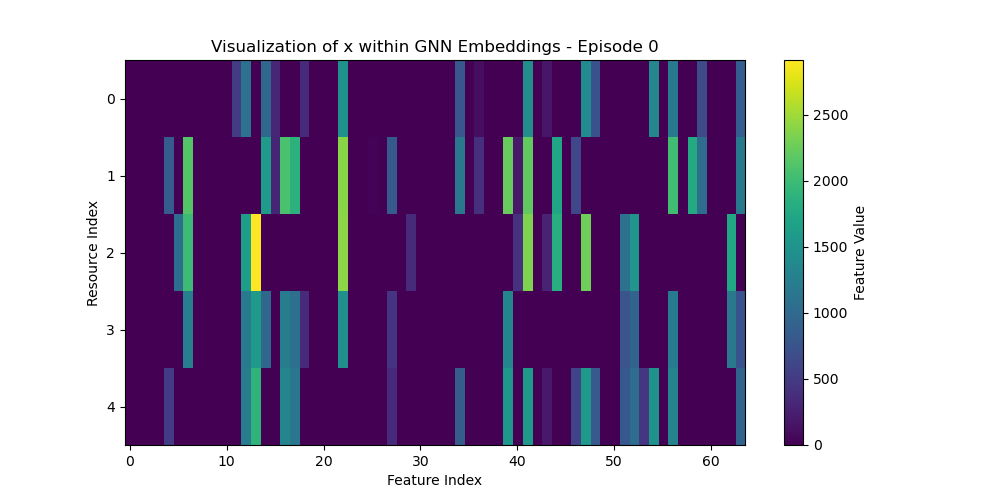 Visualization of x within GNN Embeddings - Episode 0
Resource Index
0
1
2
3
4
0 10 20 30 40 50 60
Feature Index
2500
2000
1500
1000
500
0
Feature Value